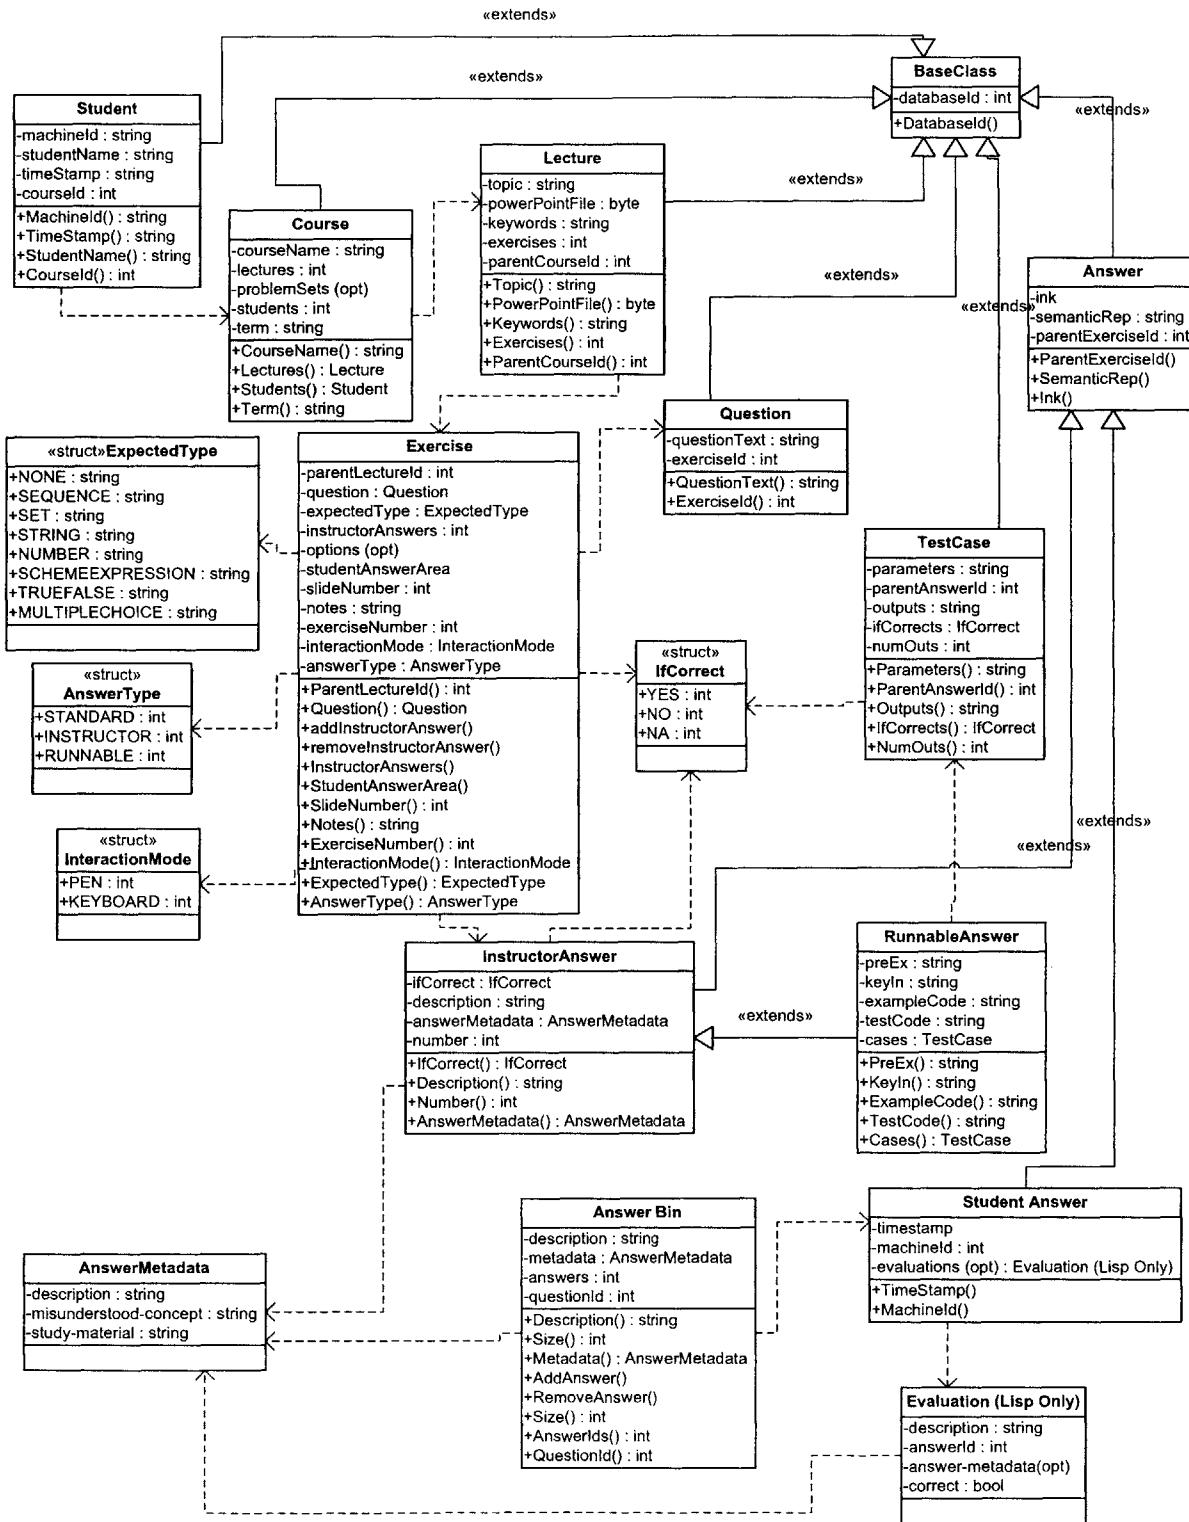 «extends»
BaseClass
-databaseId : int
+DatabaseId()
«extends»
«extends»
Student
-machineId : string
-studentName : string
-timeStamp : string
-courseId : int
+MachineId() : string
+TimeStamp() : string
+StudentName() : string
+CourseId() : int
Lecture
-topic : string
-powerPointFile : byte
-keywords : string
-exercises : int
-parentCourseId : int
+Topic() : string
+PowerPointFile() : byte
+Keywords() : string
+Exercises() : int
+ParentCourseId() : int
«extends»
Course
-courseName : string
-lectures : int
-problemSets (opt)
-students : int
-term : string
+CourseName() : string
+Lectures() : Lecture
+Students() : Student
+Term() : string
Answer
-ink
-semanticRep : string
-parentExerciseId : int
+ParentExerciseId()
+SemanticRep()
+Ink()
«extends»
Question
-questionText : string
-exerciseId : int
+QuestionText() : string
+ExerciseId() : int
«struct»ExpectedType
+NONE : string
+SEQUENCE : string
+SET : string
+STRING : string
+NUMBER : string
+SCHEMEEXPRESSION : string
+TRUEFALSE : string
+MULTIPLECHOICE : string
Exercise
-parentLectureId : int
-question : Question
-expectedType : ExpectedType
-instructorAnswers : int
-options (opt)
-studentAnswerArea
-slideNumber : int
-notes : string
-exerciseNumber : int
-interactionMode : InteractionMode
-answerType : AnswerType
+ParentLectureId() : int
+Question() : Question
+addInstructorAnswer()
+removeInstructorAnswer()
+InstructorAnswers()
+StudentAnswerArea()
+SlideNumber() : int
+Notes() : string
+ExerciseNumber() : int
+InteractionMode() : InteractionMode
+ExpectedType() : ExpectedType
+AnswerType() : AnswerType
TestCase
-parameters : string
-parentAnswerId : int
-outputs : string
-ifCorrects : IfCorrect
-numOuts : int
+Parameters() : string
+ParentAnswerId() : int
+Outputs() : string
+IfCorrects() : IfCorrect
+NumOuts() : int
«struct»
IfCorrect
+YES : int
+NO : int
+NA : int
«struct»
AnswerType
+STANDARD : int
+INSTRUCTOR : int
+RUNNABLE : int
«struct»
InteractionMode
+PEN : int
+KEYBOARD : int
«extends»
«extends»
InstructorAnswer
-ifCorrect : IfCorrect
-description : string
-answerMetadata : AnswerMetadata
-number : int
+IfCorrect() : IfCorrect
+Description() : string
+Number() : int
+AnswerMetadata() : AnswerMetadata
«extends»
RunnableAnswer
-preEx : string
-keyIn : string
-exampleCode : string
-testCode : string
-cases : TestCase
+PreEx() : string
+KeyIn() : string
+ExampleCode() : string
+TestCode() : string
+Cases() : TestCase
Student Answer
-timestamp
-machineId : int
-evaluations (opt) : Evaluation (Lisp Only)
+TimeStamp()
+MachineId()
Answer Bin
-description : string
-metadata : AnswerMetadata
-answers : int
-questionId : int
+Description() : string
+Size() : int
+Metadata() : AnswerMetadata
+AddAnswer()
+RemoveAnswer()
+Size() : int
+AnswerIds() : int
+QuestionId() : int
AnswerMetadata
-description : string
-misunderstood-concept : string
-study-material : string
Evaluation (Lisp Only)
-description : string
-answerId : int
-answer-metadata(opt)
-correct : bool